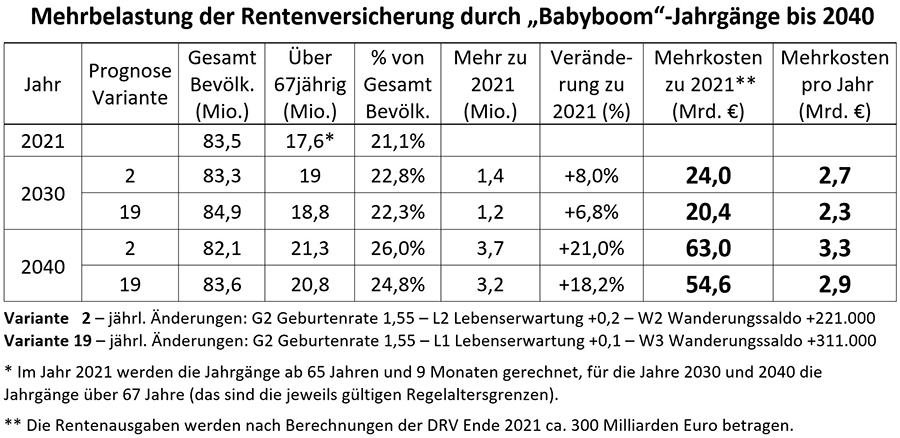 Mehrbelastung der Rentenversicherung durch „Babyboom“-Jahrgänge bis 2040
Jahr | Prognose Variante | Gesamt Bevölk. (Mio.) | Über 67jährig (Mio.) | % von Gesamt Bevölk. | Mehr zu 2021 (Mio.) | Verände-rung zu 2021 (%) | Mehrkosten zu 2021** (Mrd. €) | Mehrkosten pro Jahr (Mrd. €)
2021 | | 83,5 | 17,6* | 21,1% | | | |
2030 | 2 | 83,3 | 19 | 22,8% | 1,4 | +8,0% | 24,0 | 2,7
19 | 84,9 | 18,8 | 22,3% | 1,2 | +6,8% | 20,4 | 2,3
2040 | 2 | 82,1 | 21,3 | 26,0% | 3,7 | +21,0% | 63,0 | 3,3
19 | 83,6 | 20,8 | 24,8% | 3,2 | +18,2% | 54,6 | 2,9
Variante 2 – jährl. Änderungen: G2 Geburtenrate 1,55 – L2 Lebenserwartung +0,2 – W2 Wanderungssaldo +221.000
Variante 19 – jährl. Änderungen: G2 Geburtenrate 1,55 – L1 Lebenserwartung +0,1 – W3 Wanderungssaldo +311.000
* Im Jahr 2021 werden die Jahrgänge ab 65 Jahren und 9 Monaten gerechnet, für die Jahre 2030 und 2040 die
Jahrgänge über 67 Jahre (das sind die jeweils gültigen Regelaltersgrenzen).
** Die Rentenausgaben werden nach Berechnungen der DRV Ende 2021 ca. 300 Milliarden Euro betragen.